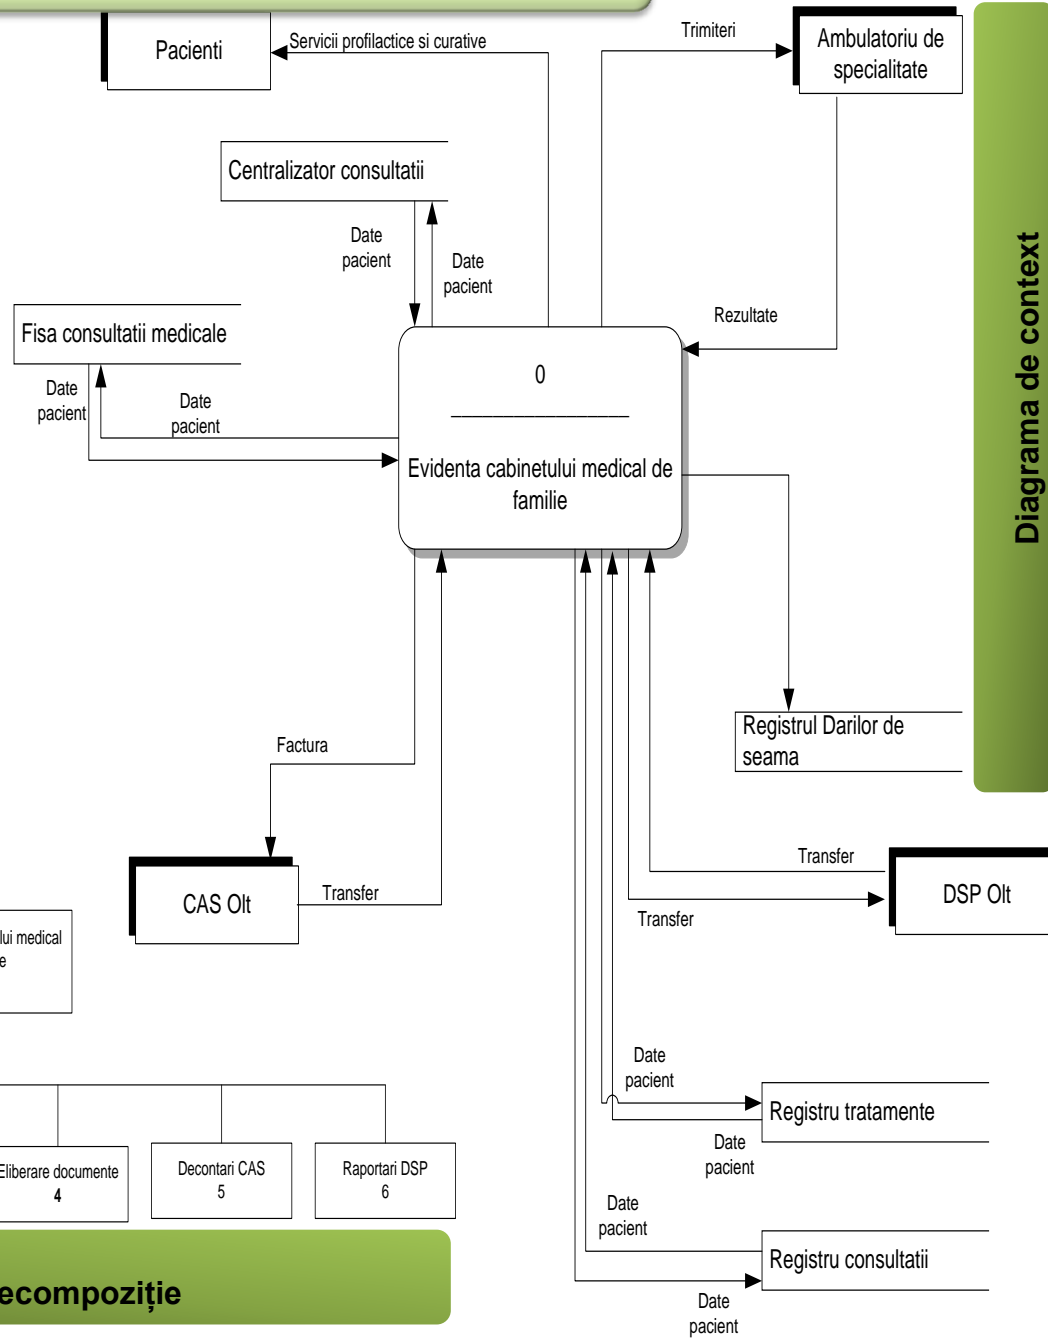 Pacienti
Servicii profilactice si curative
Trimiteri
Ambulatoriu de
specialitate
Centralizator consultatii
Date
pacient
Date
pacient
Rezultate
Fisa consultatii medicale
Date
pacient
Date
pacient
0
Evidenta cabinetului medical de
familie
Diagrama de context
Registrul Darilor de
seama
Factura
CAS Olt
Transfer
Transfer
DSP Olt
Transfer
lui medical
e
Date
pacient
Registru tratamente
Date
pacient
Eliberare documente
4
Decontari CAS
5
Raportari DSP
6
Date
pacient
Registru consultatii
Date
pacient
ecompoziție